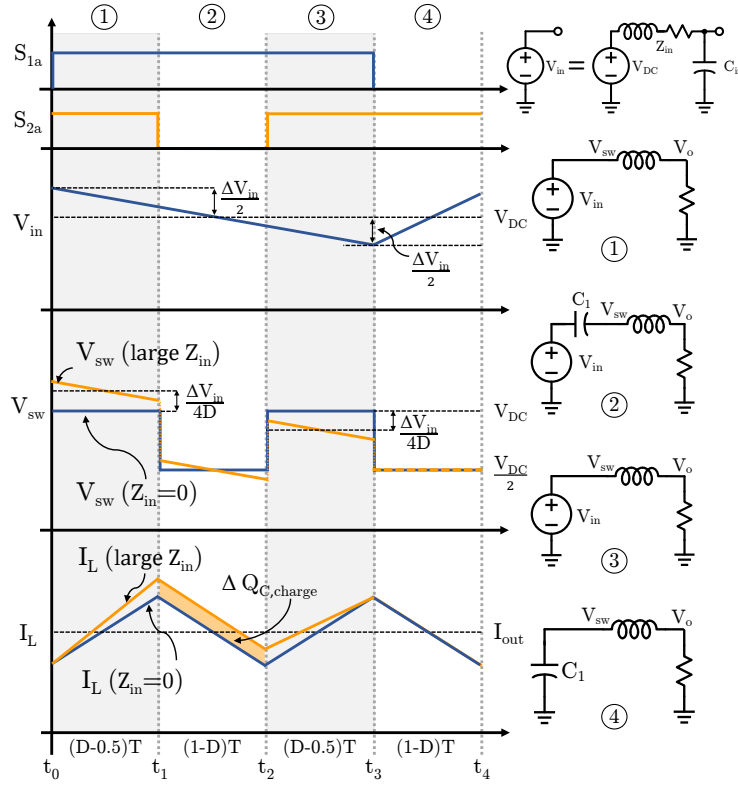 ① ② ③ ④
S1a
S2a
Vin
ΔVin
2
VDC
ΔVin
2
Vsw (large Zin)
Vsw
ΔVin
4D
VDC
ΔVin
4D
VDC
2
Vsw (Zin=0)
IL (large Zin)
Δ QC,charge
IL
Iout
IL (Zin=0)
(D-0.5)T (1-D)T (D-0.5)T (1-D)T
t0 t1 t2 t3 t4
Vin = VDC Zin Ci
Vsw Vo
Vin
①
C1 Vsw Vo
Vin
②
Vsw Vo
Vin
③
Vsw Vo
C1
④